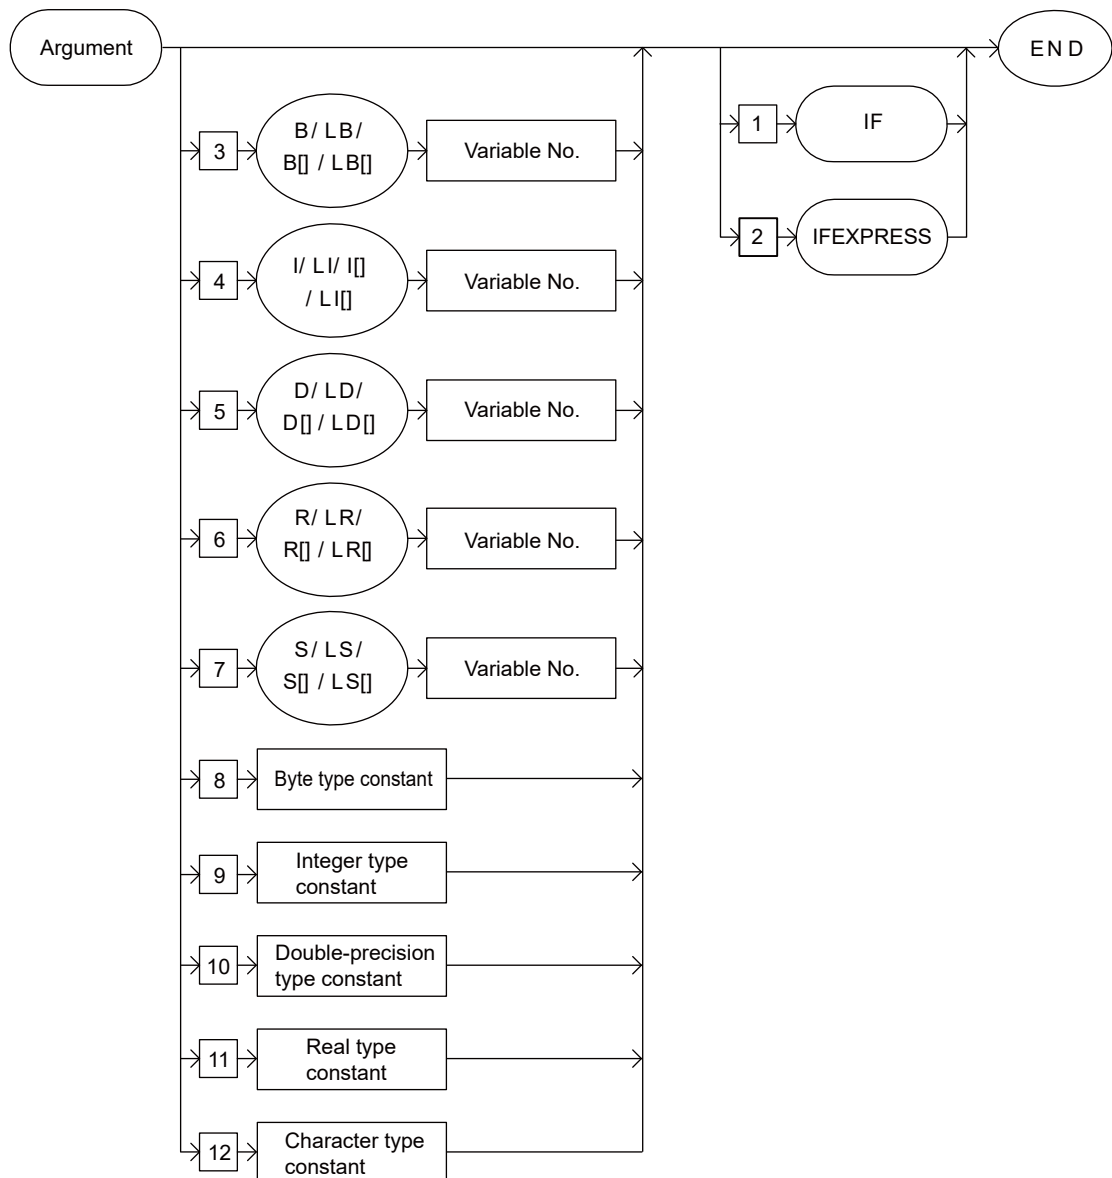 Argument
E N D
1
IF
3
B/ LB/
B[] / LB[]
Variable No.
2
IFEXPRESS
4
I/ LI/ I[]
/ LI[]
Variable No.
5
D/ LD/
D[] / LD[]
Variable No.
6
R/ LR/
R[] / LR[]
Variable No.
7
S/ LS/
S[] / LS[]
Variable No.
8
Byte type constant
9
Integer type
constant
10
Double-precision
type constant
11
Real type
constant
12
Character type
constant